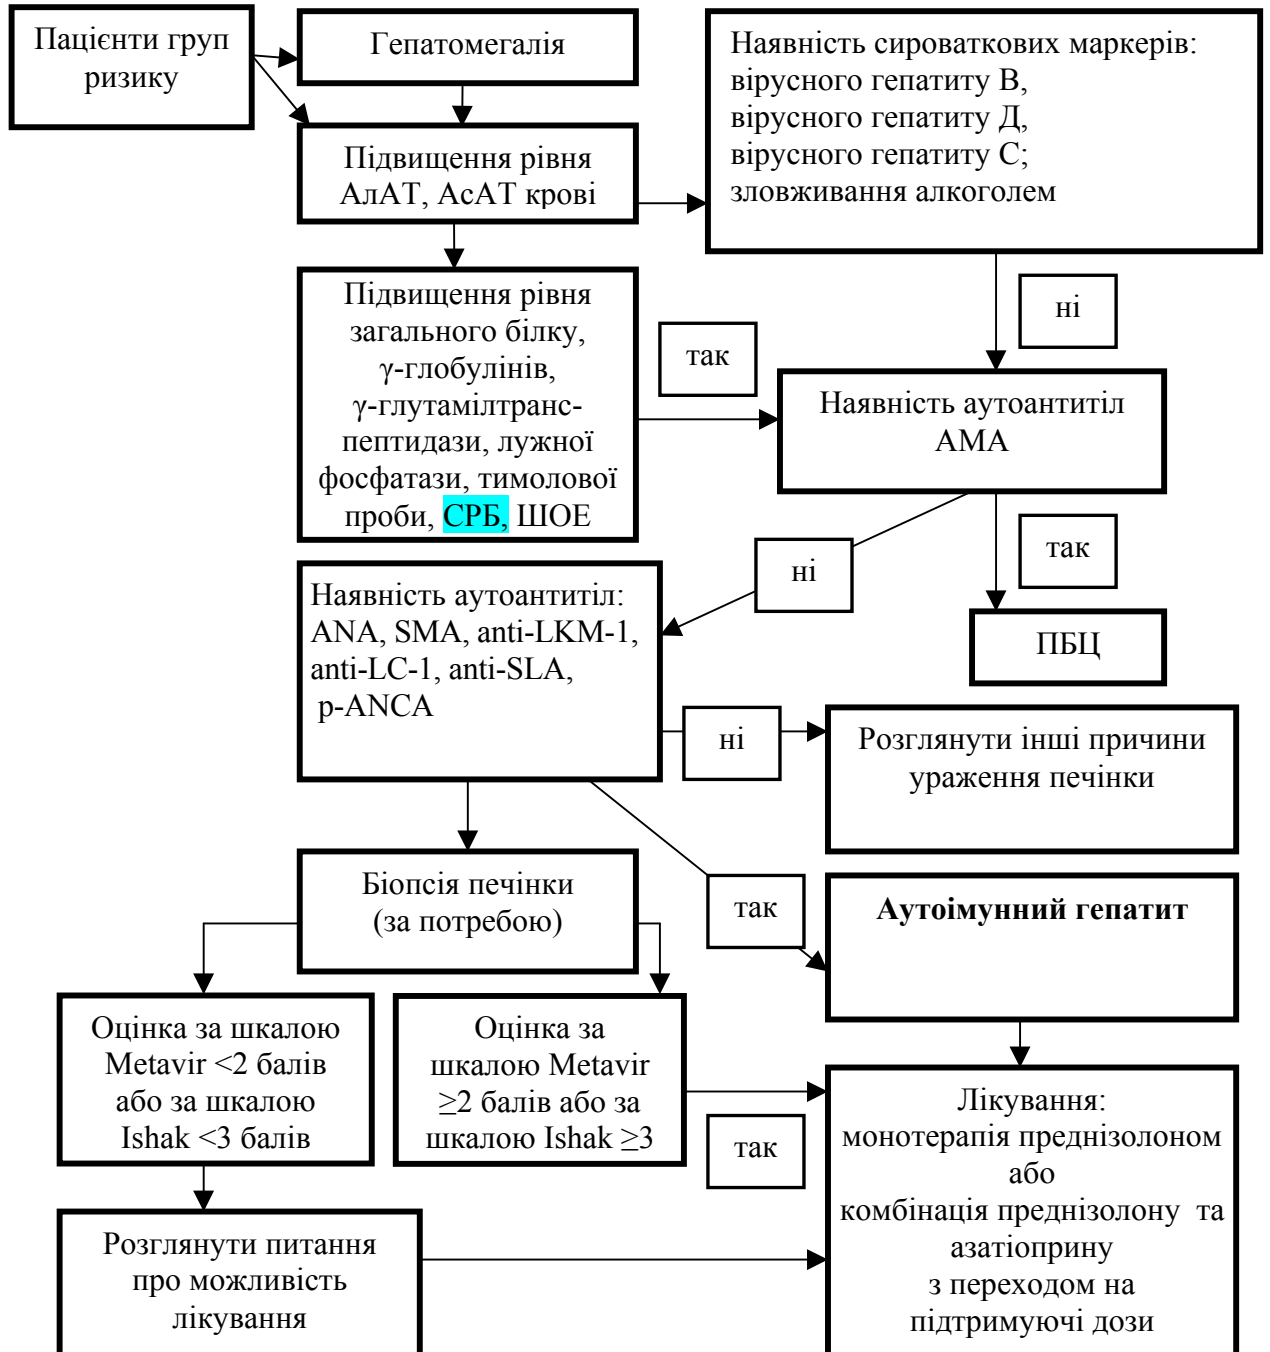 Пацієнти груп
ризику
Гепатомегалія
Наявність сироваткових маркерів:
вірусного гепатиту В,
вірусного гепатиту Д,
вірусного гепатиту С;
зловживання алкоголем
Підвищення рівня
АлАТ, АсАТ крові
Підвищення рівня
загального білку,
γ-глобулінів,
γ-глутамілтранс-
пептидази, лужної
фосфатази, тимолової
проби, СРБ, ШОЕ
так
ні
Наявність аутоантитіл
АМА
ні
так
ПБЦ
Наявність аутоантитіл:
ANA, SMA, anti-LKM-1,
anti-LC-1, anti-SLA,
p-ANCA
ні
Розглянути інші причини
ураження печінки
Біопсія печінки
(за потребою)
так
Аутоімунний гепатит
Оцінка за шкалою
Metavir <2 балів
або за шкалою
Ishak <3 балів
Оцінка за
шкалою Metavir
≥2 балів або за
шкалою Ishak ≥3
так
Лікування:
монотерапія преднізолоном
або
комбінація преднізолону та
азатіоприну
з переходом на
підтримуючі дози
Розглянути питання
про можливість
лікування